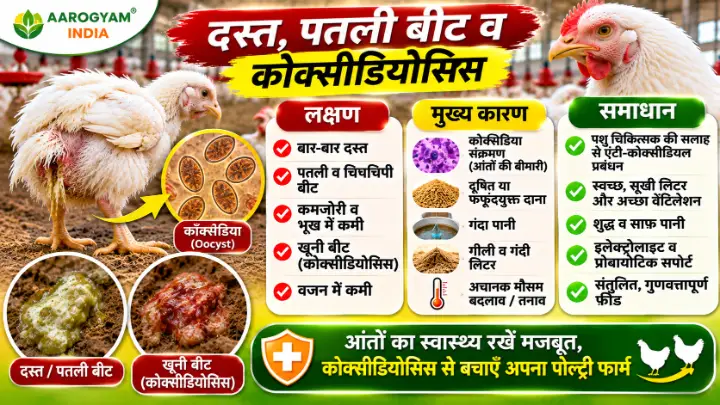 AAROGYAM
INDIA
दस्त, पतली बीट व
कोक्सीडियोसिस
कॉक्सेडिया
(Oocyst)
दस्त / पतली बीट
खूनी बीट
(कोक्सीडियोसिस)
लक्षण
बार-बार दस्त
पतली व चिघचिपी
बीट
कमजोरी व
भूख में कमी
खूनी बीट
(कोक्सीडियोसिस)
वजन में कमी
मुख्य कारण
कोक्सिडिया
संक्रमण
(आंतों की बीमारी)
दूषित या
फफूंदयुक्त दाना
गंदा पानी
गीली व गंदी
लिटर
अचानक मौसम
बदलाव / तनाव
समाधान
पशु चिकित्सक की सलाह
से एंटी-कोक्सीडियल
प्रबंधन
स्वच्छ, सूखी लिटर
और अच्छा वेंटिलेशन
शुद्ध व साफ़ पानी
इलेक्ट्रोलाइट व
प्रोबायोटिक सपोर्ट
संतुलित, गुणवत्तापूर्ण
फ़ीड
आंतों का स्वास्थ्य रखें मजबूत,
कोक्सीडियोसिस से बचाएँ अपना पोल्ट्री फार्म